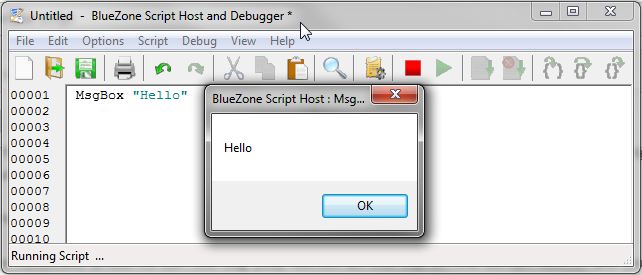 Untitled - BlueZone Script Host and Debugger *
File Edit Options Script Debug View Help
00001 MsgBox "Hello"
00002
00003
00004
00005
00006
00007
00008
00009
00010
BlueZone Script Host : Msg...
Hello
OK
Running Script ...